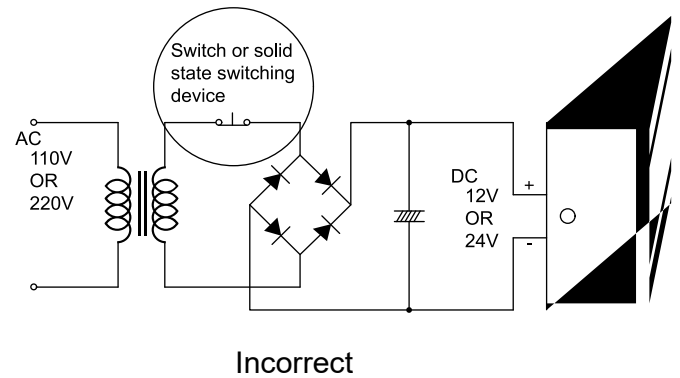 Switch or solid
state switching
device
AC
110V
OR
220V
DC
12V
OR
24V
+
-
Incorrect